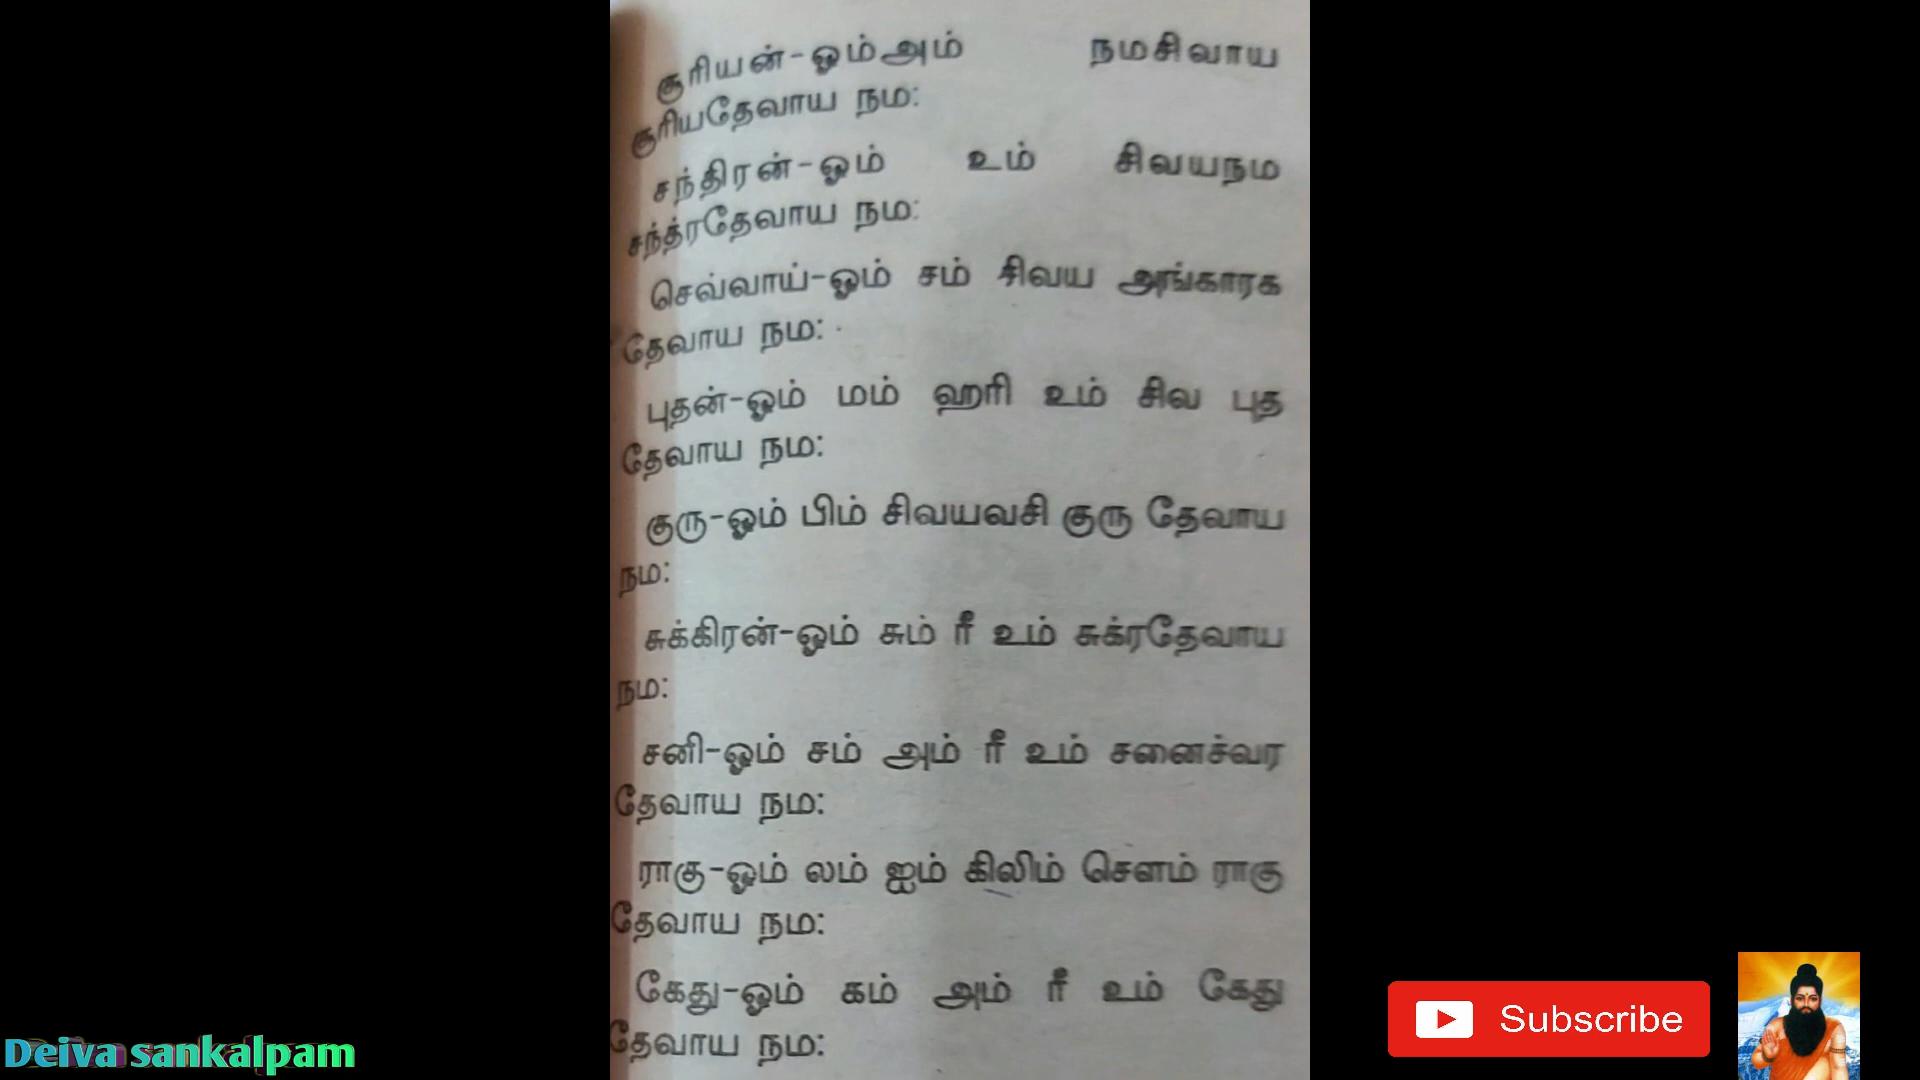 சூரியன்-ஓம்அம் நமசிவாய
சூரியதேவாய நம:
சந்திரன்-ஓம் உம் சிவயநம
சந்த்ரதேவாய நம:
செவ்வாய்-ஓம் சம் சிவய அங்காரக
தேவாய நம:
புதன்-ஓம் மம் ஹரி உம் சிவ புத
தேவாய நம:
குரு-ஓம் பிம் சிவயவசி குரு தேவாய
நம:
சுக்கிரன்-ஓம் சும் ரீ உம் சுக்ரதேவாய
நம:
சனி-ஓம் சம் அம் ரீ உம் சனைச்வர
தேவாய நம:
ராகு-ஓம் லம் ஐம் கிலிம் சௌம் ராகு
தேவாய நம:
கேது-ஓம் கம் அம் ரீ உம் கேது
தேவாய நம:
Deiva sankalpam
Subscribe